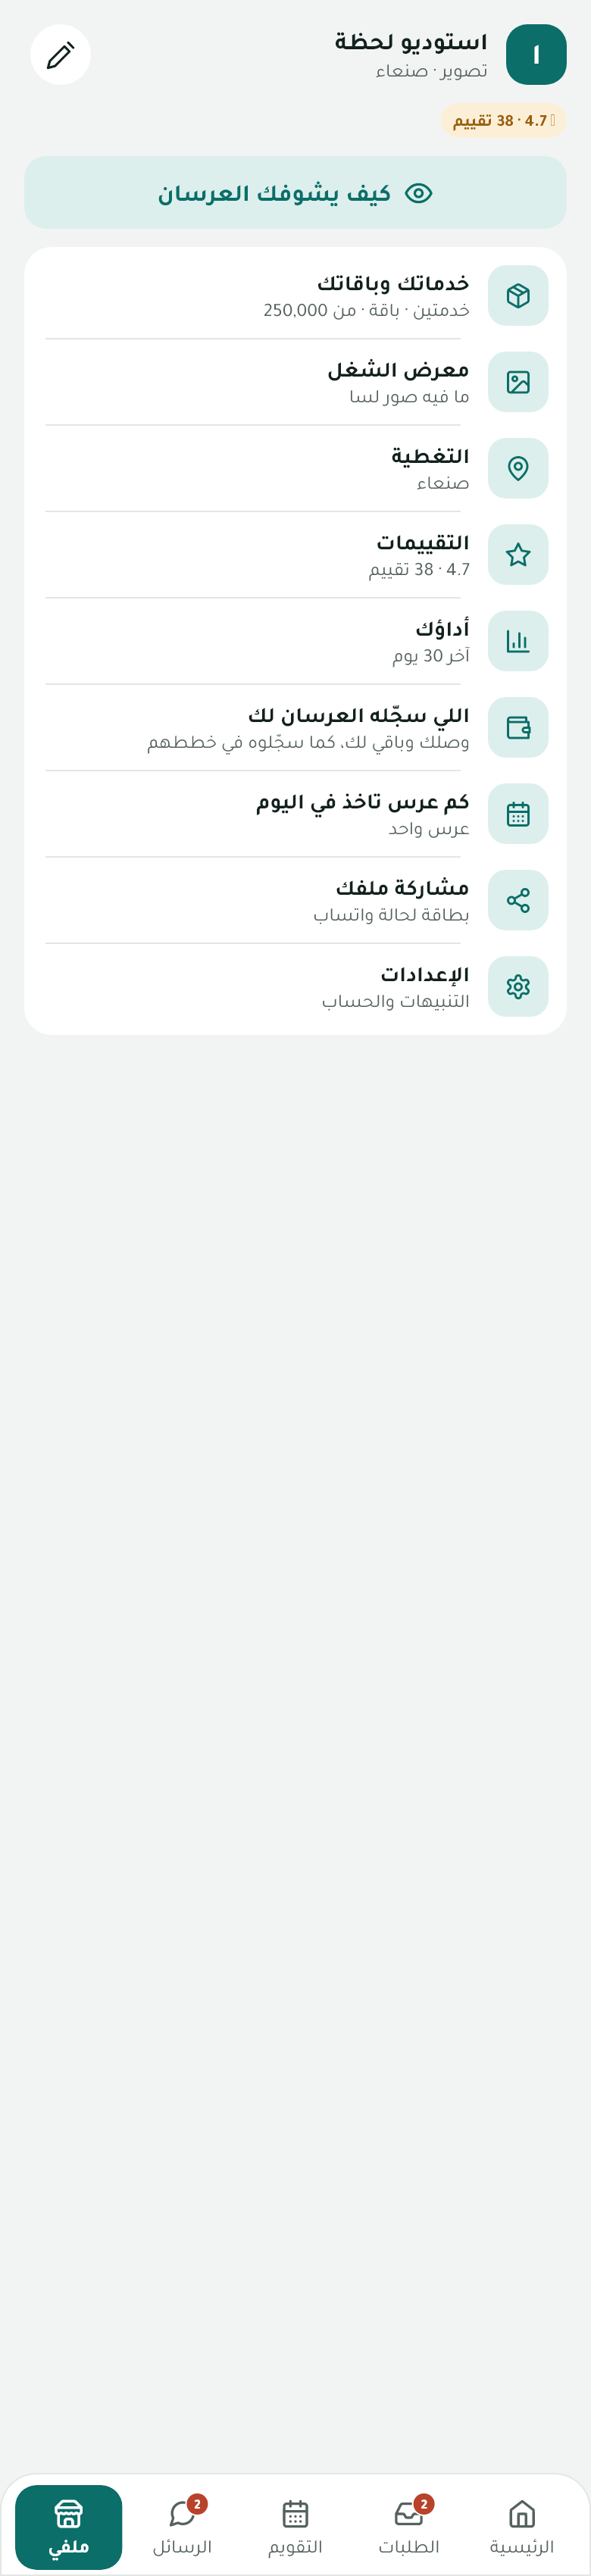 ا
استوديو لحظة
تصوير · صنعاء
4.7 · 38 تقييم
كيف يشوفك العرسان
خدماتك وباقاتك
خدمتين · باقة · من 250,000
معرض الشغل
ما فيه صور لسا
التغطية
صنعاء
التقييمات
4.7 · 38 تقييم
أداؤك
آخر 30 يوم
اللي سجّله العرسان لك
وصلك وباقي لك، كما سجّلوه في خططهم
كم عرس تاخذ في اليوم
عرس واحد
مشاركة ملفك
بطاقة لحالة واتساب
الإعدادات
التنبيهات والحساب
الرئيسية
2
الطلبات
التقويم
2
الرسائل
ملفي